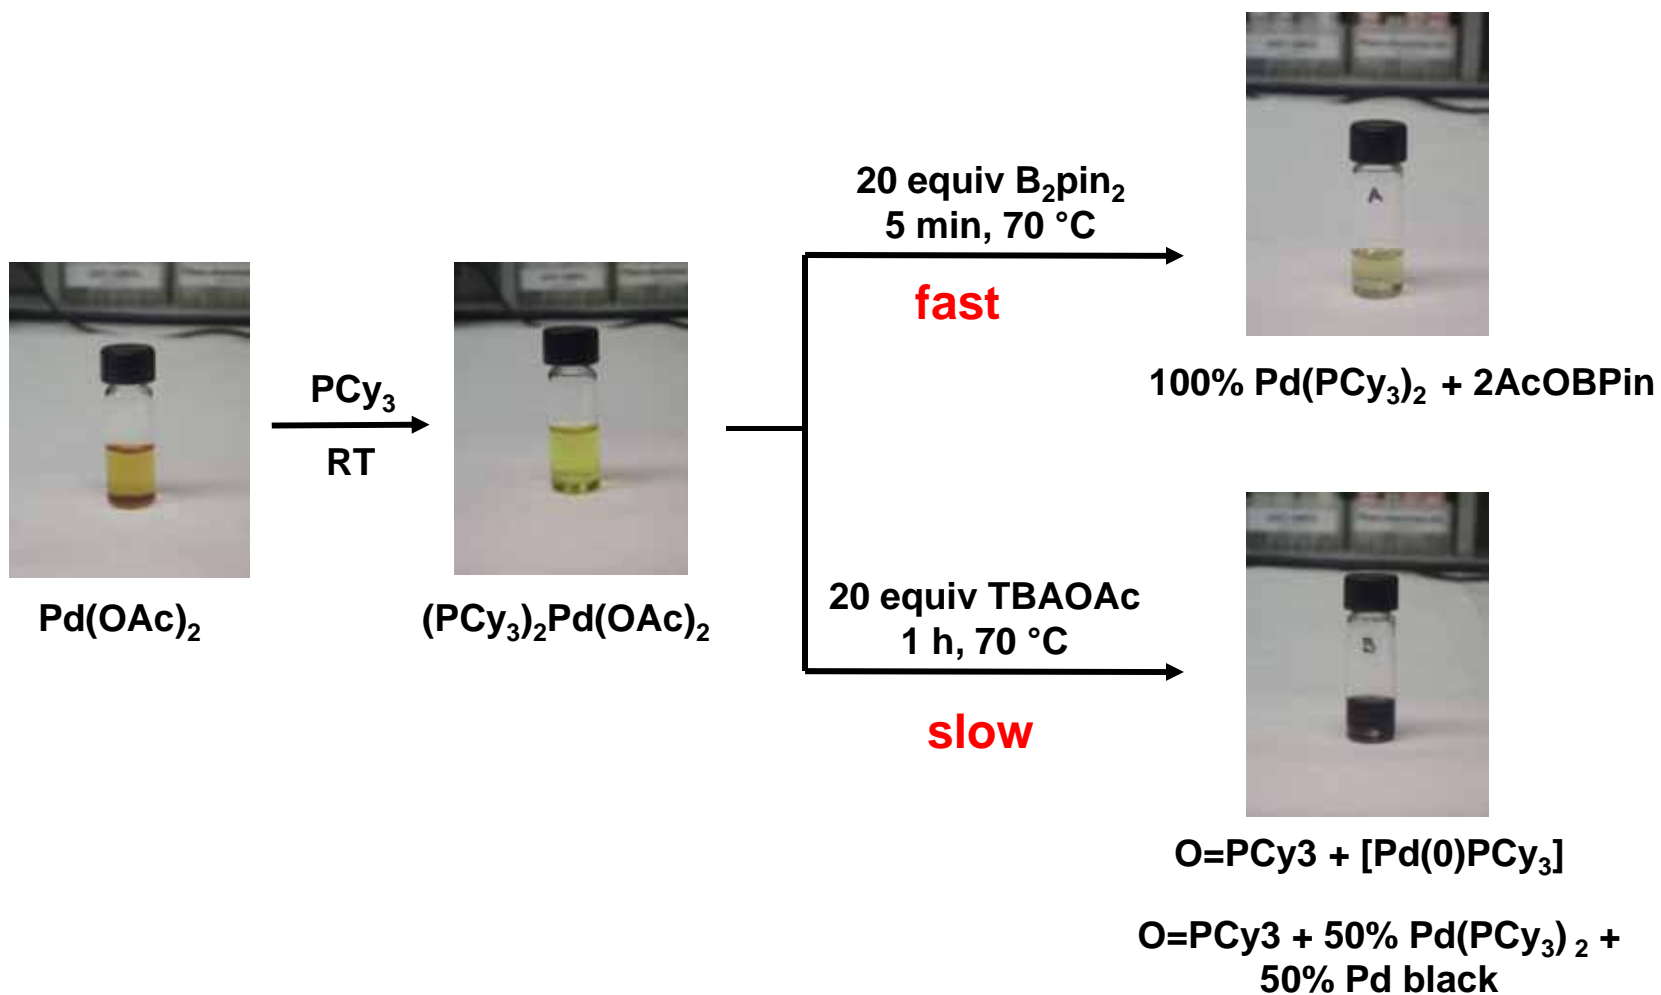 Pd(OAc)₂
PCy₃
RT
(PCy₃)₂Pd(OAc)₂
20 equiv B₂pin₂
5 min, 70 °C
fast
A
100% Pd(PCy₃)₂ + 2AcOBPin
20 equiv TBAOAc
1 h, 70 °C
slow
B
O=PCy3 + [Pd(0)PCy₃]
O=PCy3 + 50% Pd(PCy₃) ₂ +
50% Pd black